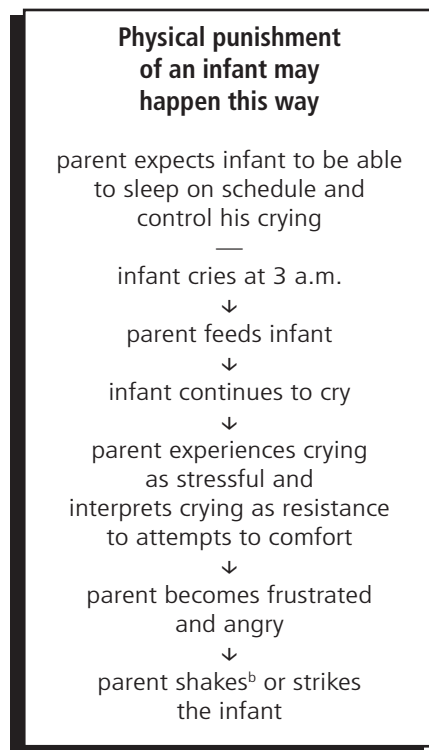 Physical punishment
of an infant may
happen this way
parent expects infant to be able
to sleep on schedule and
control his crying
—
infant cries at 3 a.m.
↓
parent feeds infant
↓
infant continues to cry
↓
parent experiences crying
as stressful and
interprets crying as resistance
to attempts to comfort
↓
parent becomes frustrated
and angry
↓
parent shakesᵇ or strikes
the infant